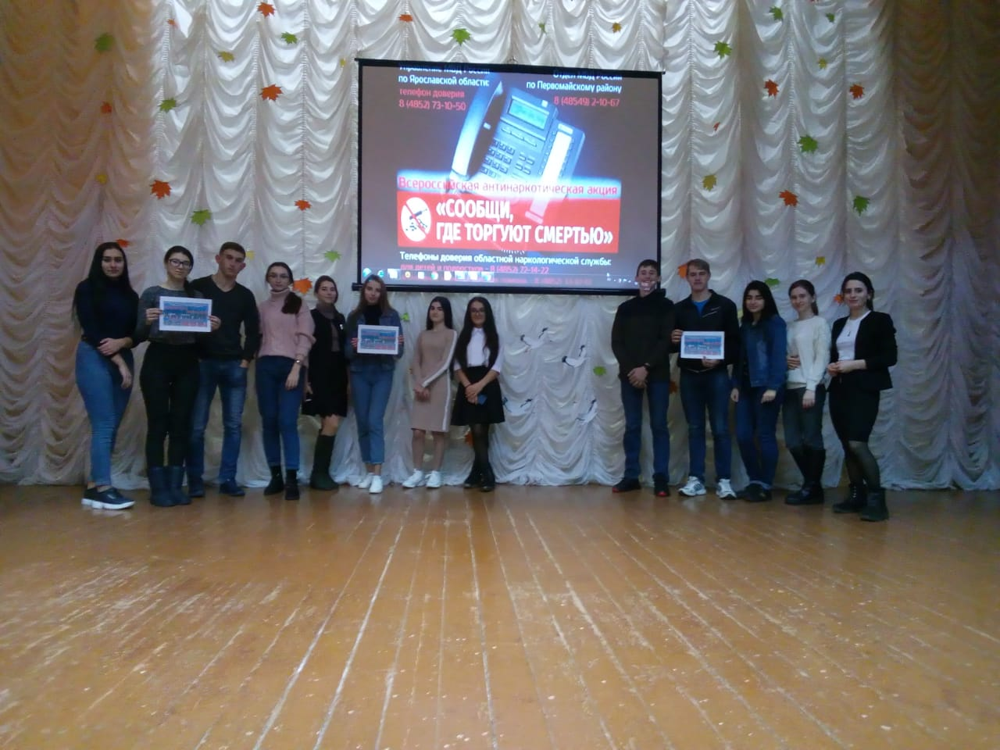 Управление МВД России
по Ярославской области:
телефон доверия
8 (4852) 73-10-50
Отдел МВД России
по Первомайскому району
8 (48549) 2-10-67
Всероссийская антинаркотическая акция
«СООБЩИ,
ГДЕ ТОРГУЮТ СМЕРТЬЮ»
Телефоны доверия областной наркологической службы:
для детей и подростков - 8 (4852) 72-14-22